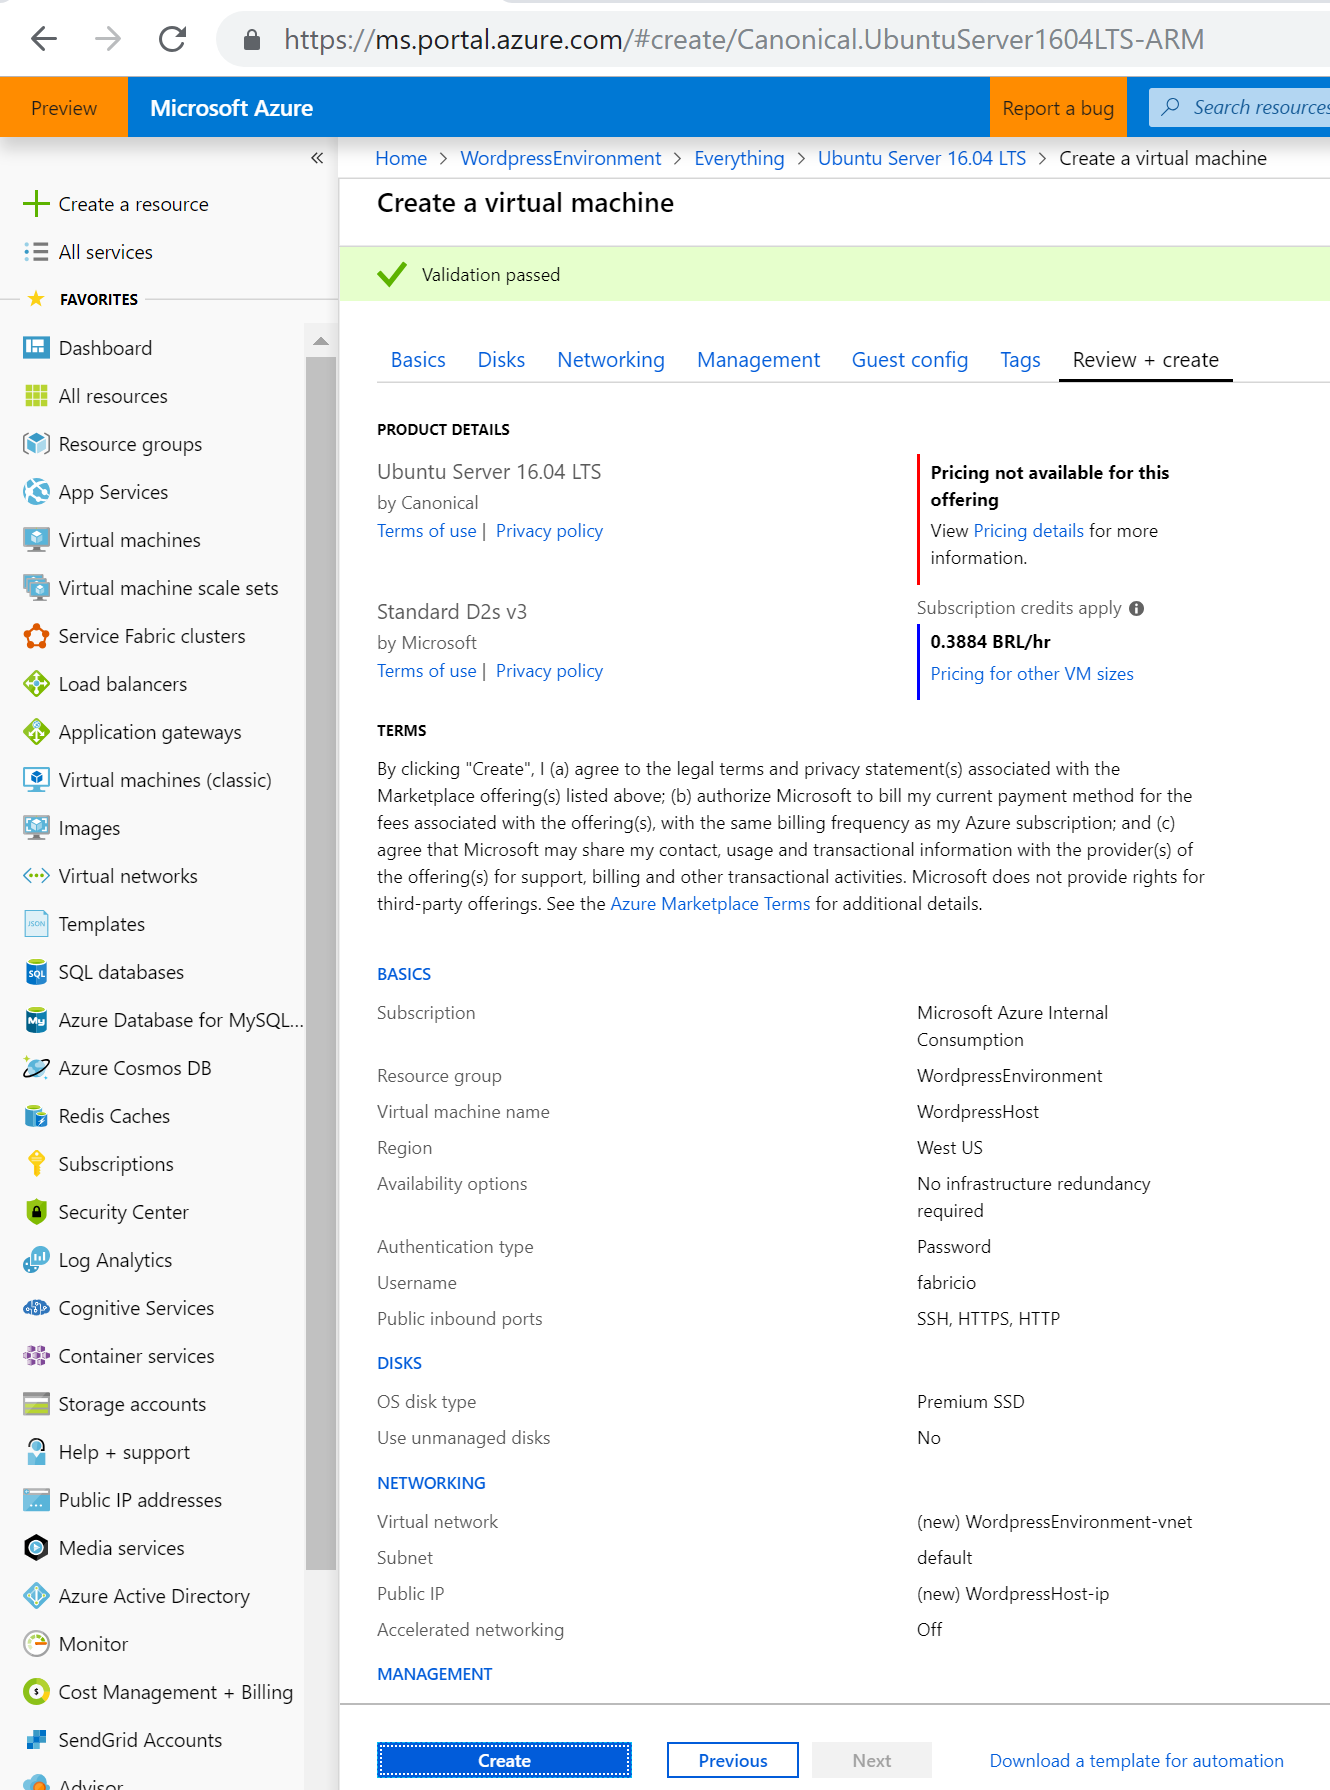 https://ms.portal.azure.com/#create/Canonical.UbuntuServer1604LTS-ARM
Preview
Microsoft Azure
Report a bug
Search resources
Home > WordpressEnvironment > Everything > Ubuntu Server 16.04 LTS > Create a virtual machine
Create a resource
All services
FAVORITES
Dashboard
All resources
Resource groups
App Services
Virtual machines
Virtual machine scale sets
Service Fabric clusters
Load balancers
Application gateways
Virtual machines (classic)
Images
Virtual networks
Templates
SQL databases
Azure Database for MySQL...
Azure Cosmos DB
Redis Caches
Subscriptions
Security Center
Log Analytics
Cognitive Services
Container services
Storage accounts
Help + support
Public IP addresses
Media services
Azure Active Directory
Monitor
Cost Management + Billing
SendGrid Accounts
Advisor
Create a virtual machine
Validation passed
Basics Disks Networking Management Guest config Tags Review + create
PRODUCT DETAILS
Ubuntu Server 16.04 LTS
by Canonical
Terms of use | Privacy policy
Pricing not available for this
offering
View Pricing details for more
information.
Standard D2s v3
by Microsoft
Terms of use | Privacy policy
Subscription credits apply
0.3884 BRL/hr
Pricing for other VM sizes
TERMS
By clicking "Create", I (a) agree to the legal terms and privacy statement(s) associated with the
Marketplace offering(s) listed above; (b) authorize Microsoft to bill my current payment method for the
fees associated with the offering(s), with the same billing frequency as my Azure subscription; and (c)
agree that Microsoft may share my contact, usage and transactional information with the provider(s) of
the offering(s) for support, billing and other transactional activities. Microsoft does not provide rights for
third-party offerings. See the Azure Marketplace Terms for additional details.
BASICS
Subscription Microsoft Azure Internal
Consumption
Resource group WordpressEnvironment
Virtual machine name WordpressHost
Region West US
Availability options No infrastructure redundancy
required
Authentication type Password
Username fabricio
Public inbound ports SSH, HTTPS, HTTP
DISKS
OS disk type Premium SSD
Use unmanaged disks No
NETWORKING
Virtual network (new) WordpressEnvironment-vnet
Subnet default
Public IP (new) WordpressHost-ip
Accelerated networking Off
MANAGEMENT
Create Previous Next Download a template for automation